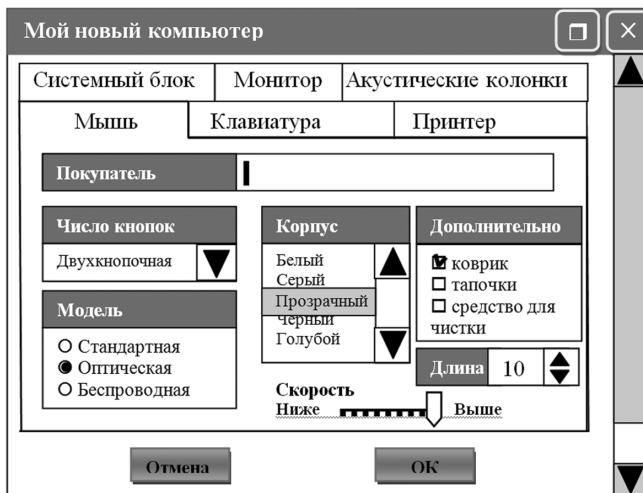 Мой новый компьютер
Системный блок Монитор Акустические колонки
Мышь Клавиатура Принтер
Покупатель
Число кнопок
Двухкнопочная
Модель
Стандартная
Оптическая
Беспроводная
Корпус
Белый
Серый
Прозрачный
Черный
Голубой
Дополнительно
коврик
тапочки
средство для
чистки
Длина 10
Скорость
Ниже Выше
Отмена ОК